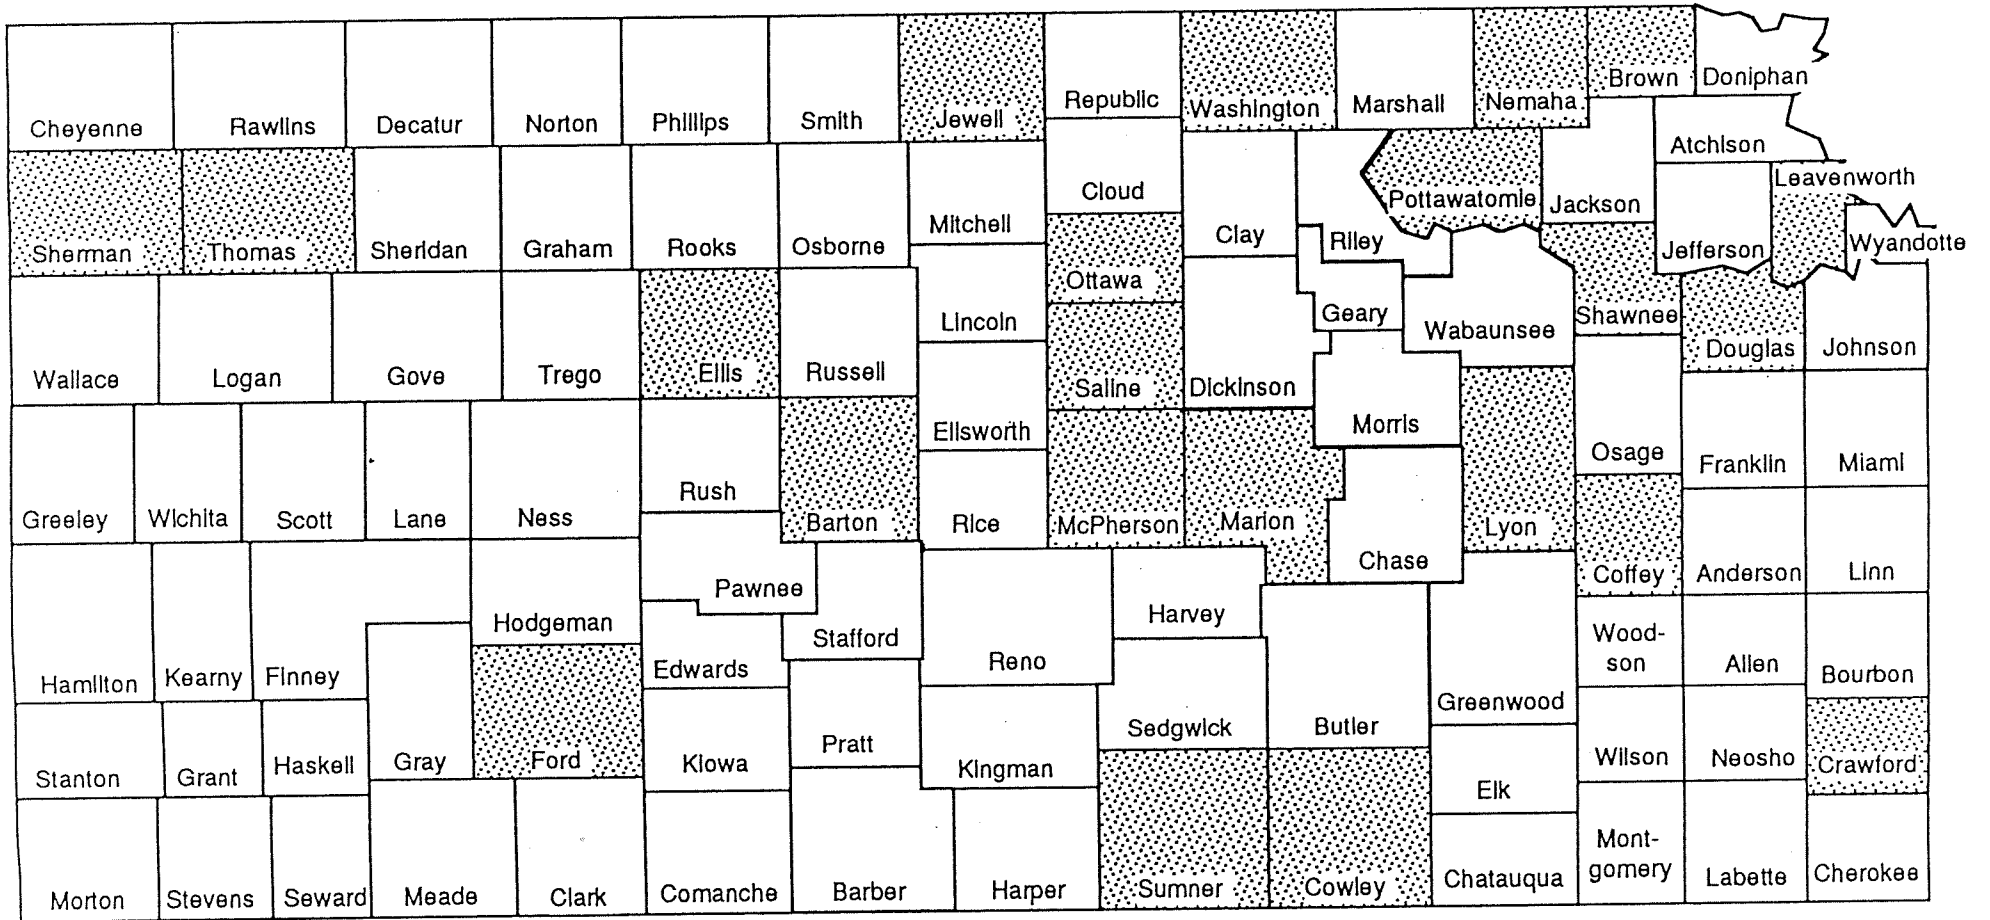 Cheyenne
Rawlins
Decatur
Norton
Phillips
Smith
Jewell
Republic
Washington
Marshall
Nemaha
Brown
Doniphan
Sherman
Thomas
Sheridan
Graham
Rooks
Osborne
Mitchell
Cloud
Clay
Riley
Pottawatomie
Jackson
Atchison
Jefferson
Leavenworth
Wyandotte
Ottawa
Lincoln
Wallace
Logan
Gove
Trego
Ellis
Russell
Saline
Dickinson
Geary
Wabaunsee
Shawnee
Douglas
Johnson
Ellsworth
Morris
Osage
Franklin
Miami
Greeley
Wichita
Scott
Lane
Ness
Rush
Barton
Rice
McPherson
Marion
Chase
Lyon
Coffey
Anderson
Linn
Hamilton
Kearny
Finney
Hodgeman
Pawnee
Stafford
Edwards
Reno
Harvey
Sedgwick
Butler
Greenwood
Wood-
son
Allen
Bourbon
Stanton
Grant
Haskell
Gray
Ford
Kiowa
Pratt
Kingman
Elk
Wilson
Neosho
Crawford
Morton
Stevens
Seward
Meade
Clark
Comanche
Barber
Harper
Sumner
Cowley
Chatauqua
Mont-
gomery
Labette
Cherokee